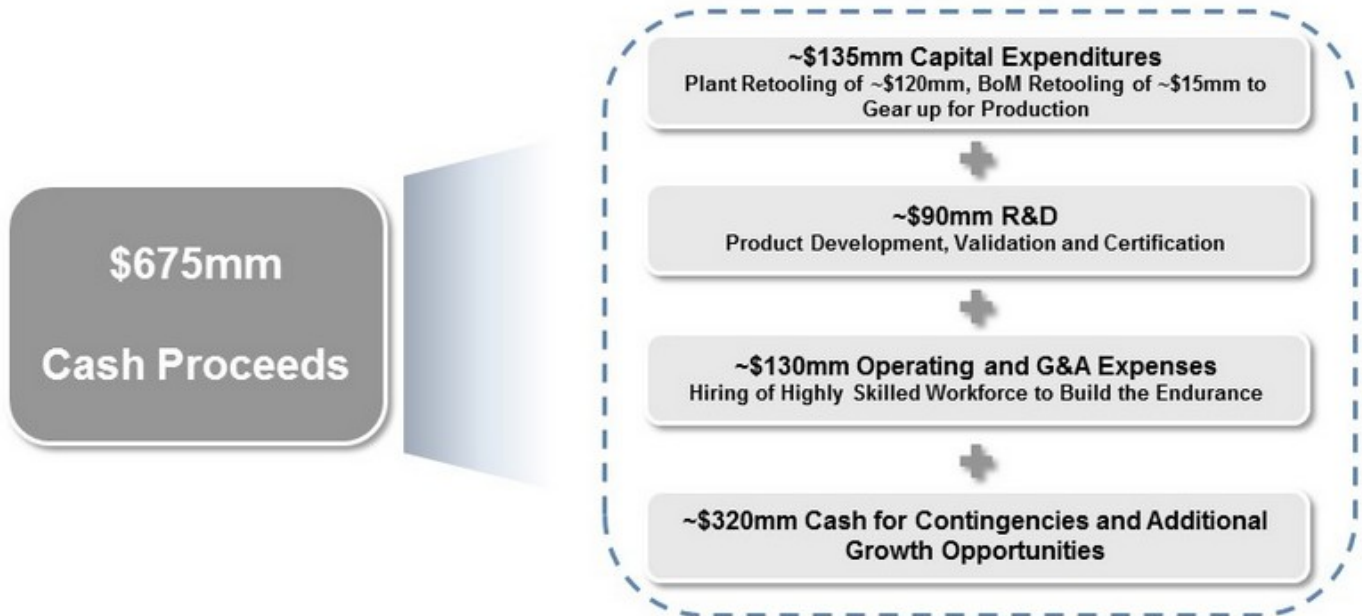 $675mm
Cash Proceeds
~$135mm Capital Expenditures
Plant Retooling of ~$120mm, BoM Retooling of ~$15mm to
Gear up for Production
~$90mm R&D
Product Development, Validation and Certification
~$130mm Operating and G&A Expenses
Hiring of Highly Skilled Workforce to Build the Endurance
~$320mm Cash for Contingencies and Additional
Growth Opportunities